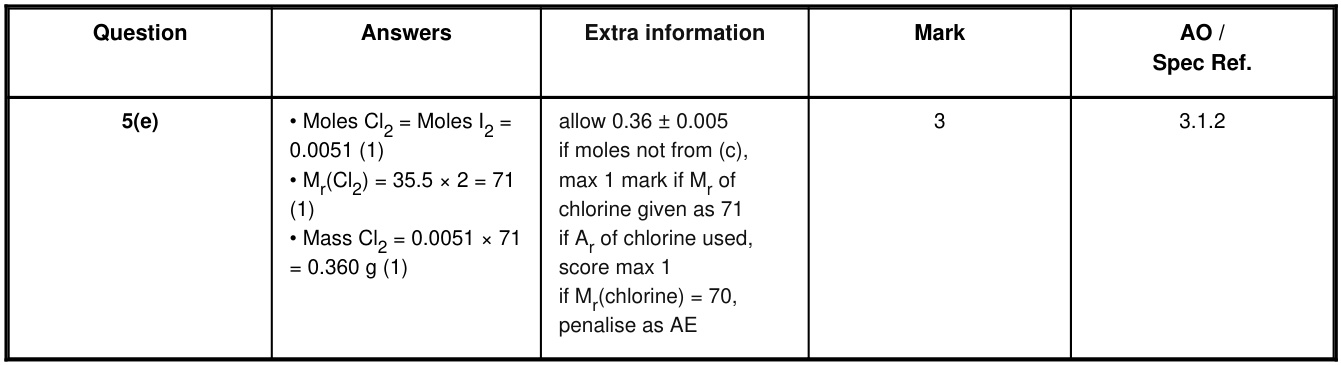 Question
Answers
Extra information
Mark
AO /
Spec Ref.
5(e)
• Moles Cl₂ = Moles I₂ =
0.0051 (1)
• Mᵣ(Cl₂) = 35.5 × 2 = 71
(1)
• Mass Cl₂ = 0.0051 × 71
= 0.360 g (1)
allow 0.36 ± 0.005
if moles not from (c),
max 1 mark if Mᵣ of
chlorine given as 71
if Aᵣ of chlorine used,
score max 1
if Mᵣ(chlorine) = 70,
penalise as AE
3
3.1.2